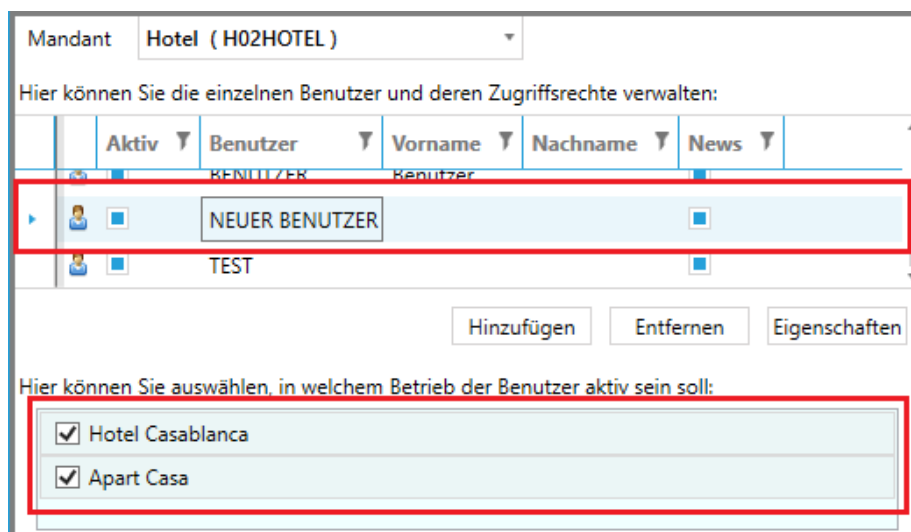 Mandant Hotel ( H02HOTEL )
Hier können Sie die einzelnen Benutzer und deren Zugriffsrechte verwalten:
Aktiv Benutzer Vorname Nachname News
BENUTZER Benutzer
NEUER BENUTZER
TEST
Hinzufügen Entfernen Eigenschaften
Hier können Sie auswählen, in welchem Betrieb der Benutzer aktiv sein soll:
Hotel Casablanca
Apart Casa